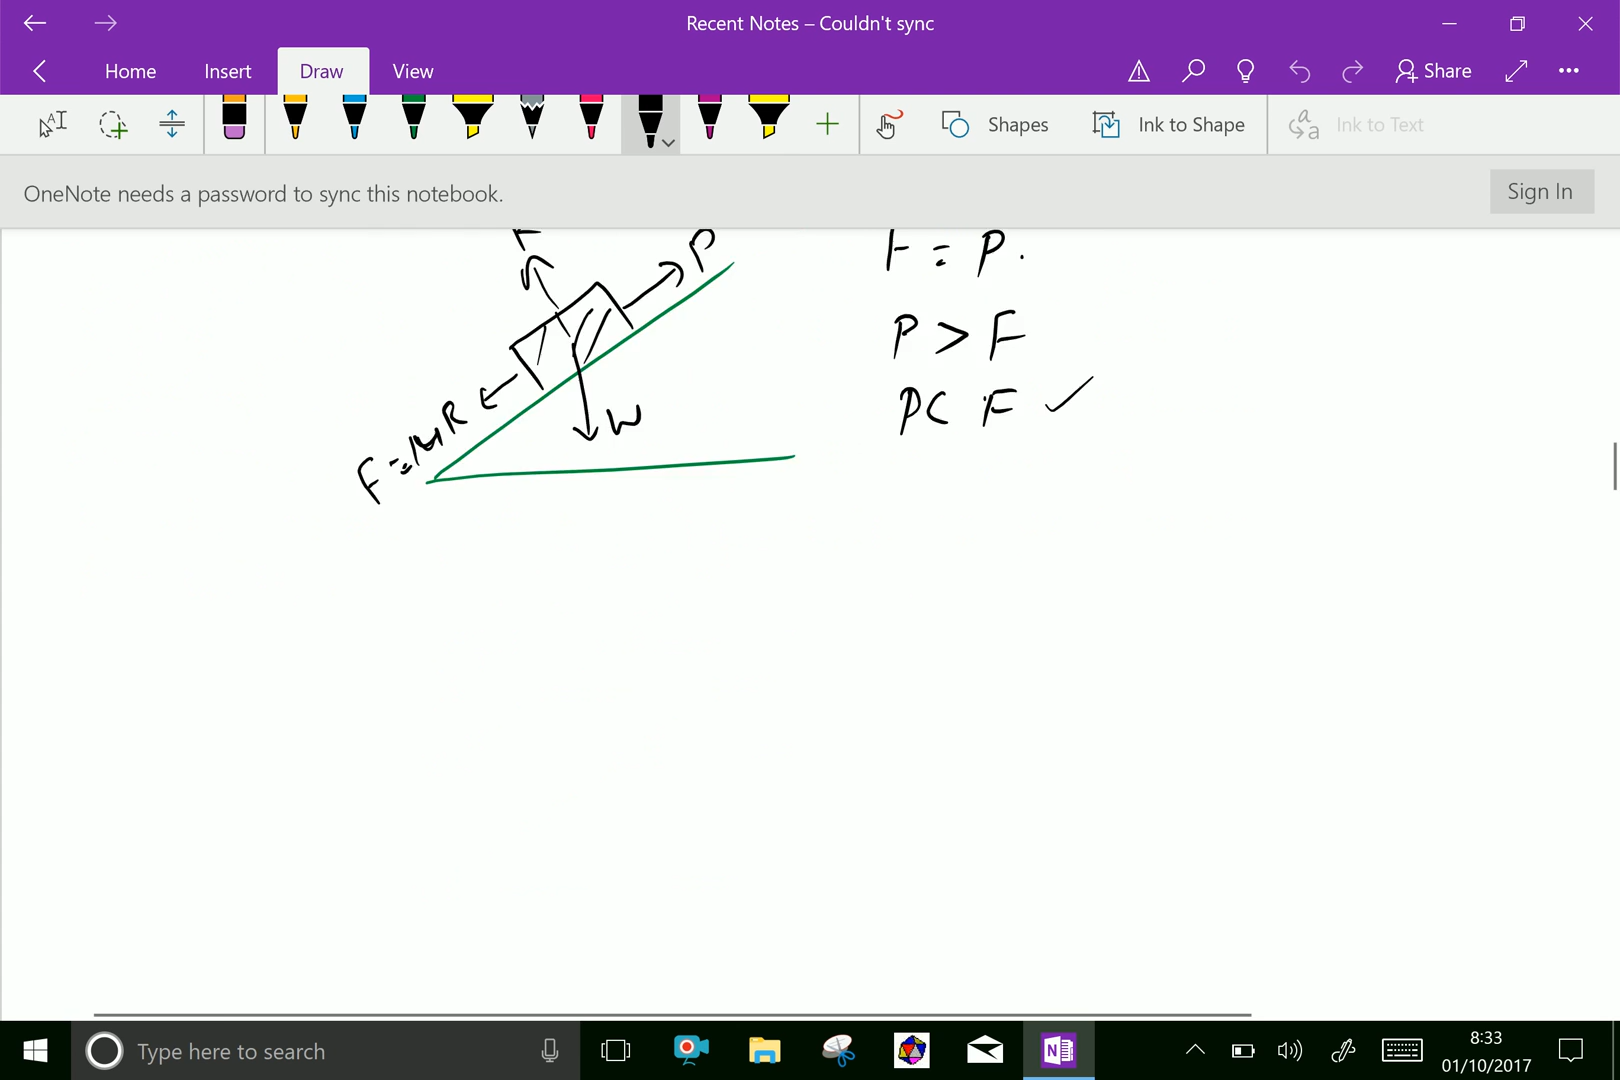 Recent Notes – Couldn't sync
Home Insert Draw View Share
Shapes Ink to Shape Ink to Text
OneNote needs a password to sync this notebook. Sign In
P
F = P.
P > F
P< F ✓
W
F = μR
Type here to search
8:33
01/10/2017